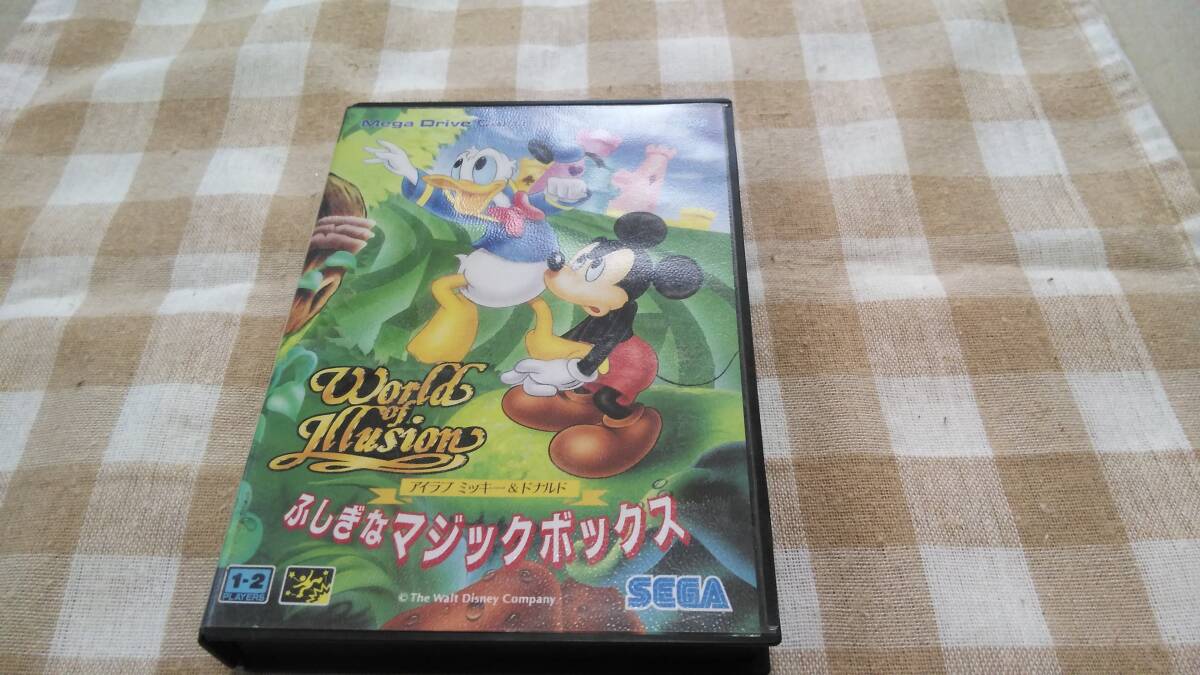 Mega Drive
World
of
Illusion
アイラブ ミッキー&ドナルド
ふしぎなマジックボックス
1-2
PLAYERS
© The Walt Disney Company
SEGA